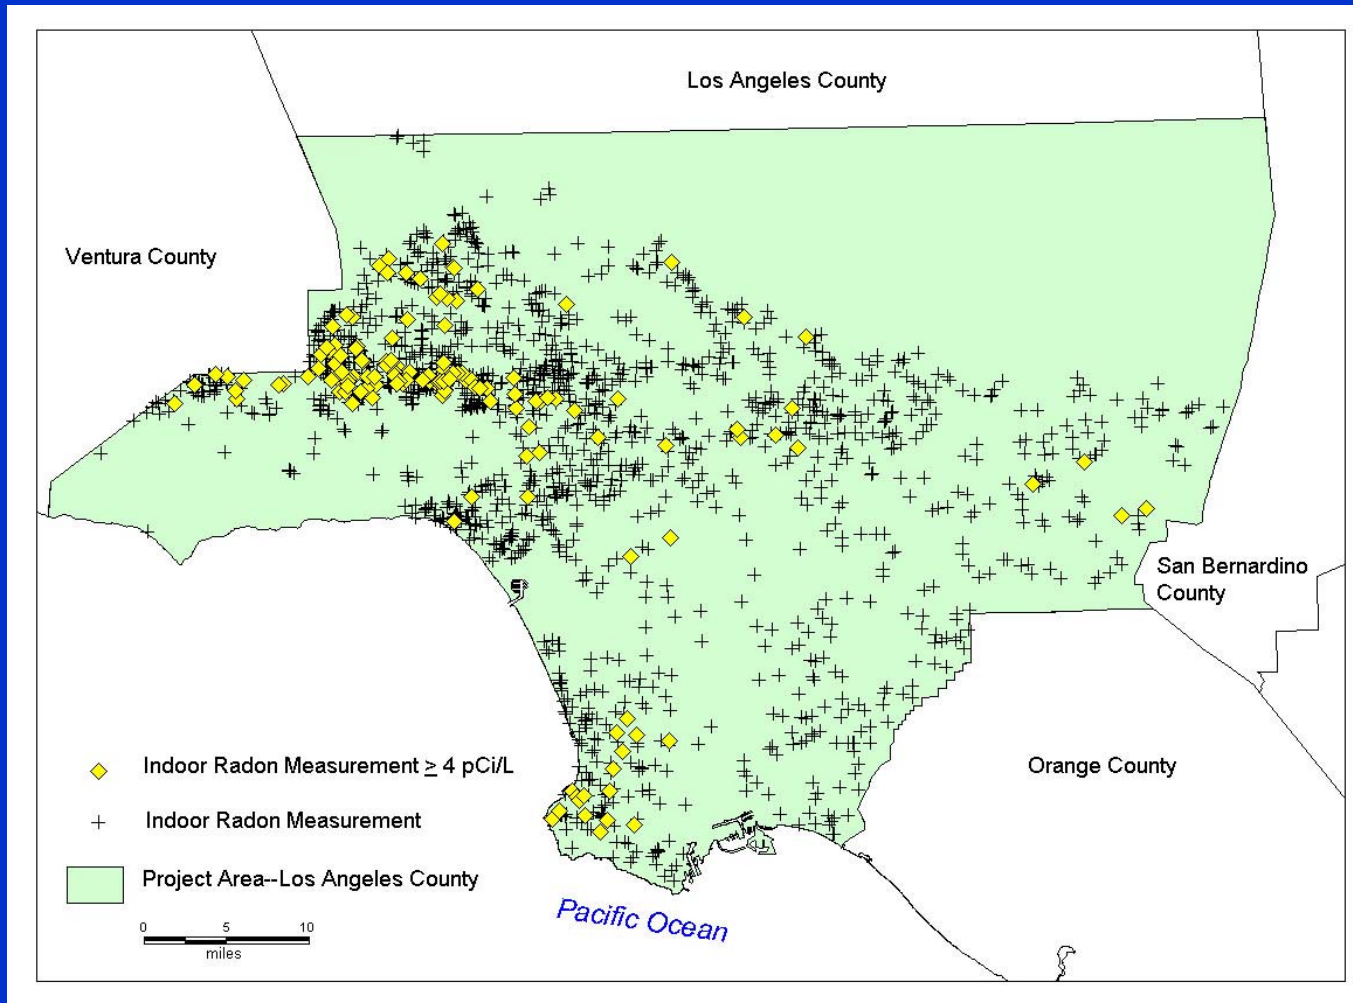 Los Angeles County
Ventura County
San Bernardino
County
Indoor Radon Measurement ≥ 4 pCi/L
Orange County
Indoor Radon Measurement
Project Area--Los Angeles County
0 5 10
miles
Pacific Ocean